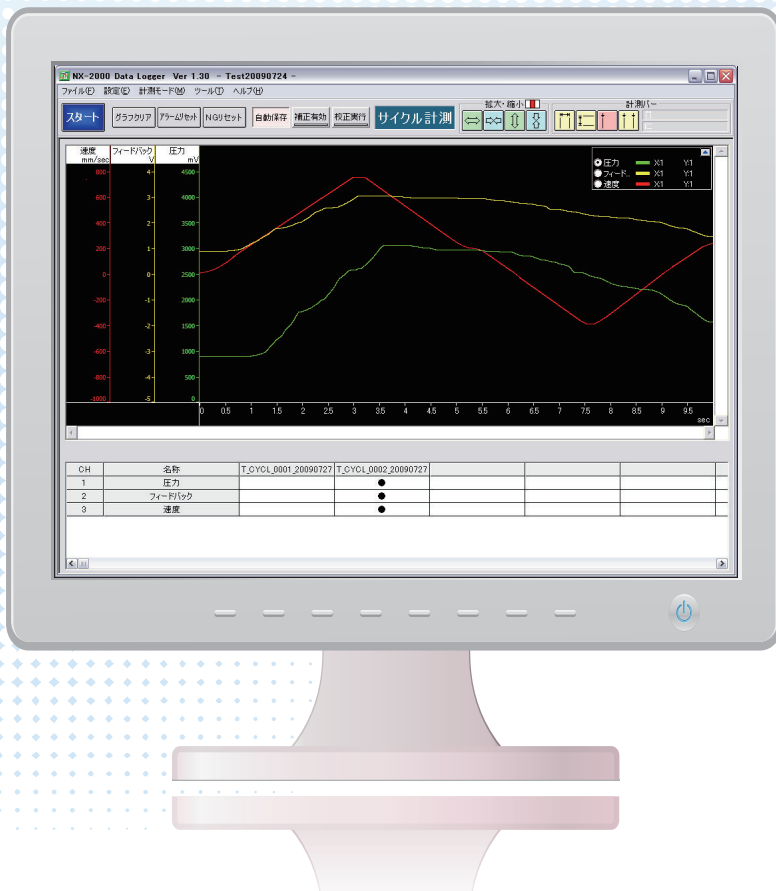 NX-2000 Data Logger Ver 1.30 - Test20090724 -
ファイル(F) 設定(E) 計測モード(M) ツール(T) ヘルプ(H)
スタート グラフクリア アラームリセット NGリセット 自動保存 補正有効 校正実行 サイクル計測 拡大・縮小 計測バー
速度 フィードバック 圧力
mm/sec V mV
800 4 4500
600 3 4000
400 2 3500
200 1 3000
0 0 2500
-200 -1 2000
-400 -2 1500
-600 -3 1000
-800 -4 500
-1000 -5 0
圧力 X:1 Y:1
フィード.. X:1 Y:1
速度 X:1 Y:1
0 0.5 1 1.5 2 2.5 3 3.5 4 4.5 5 5.5 6 6.5 7 7.5 8 8.5 9 9.5
sec
CH 名称 T_CYCL_0001_20090727 T_CYCL_0002_20090727
1 圧力 ●
2 フィードバック ●
3 速度 ●